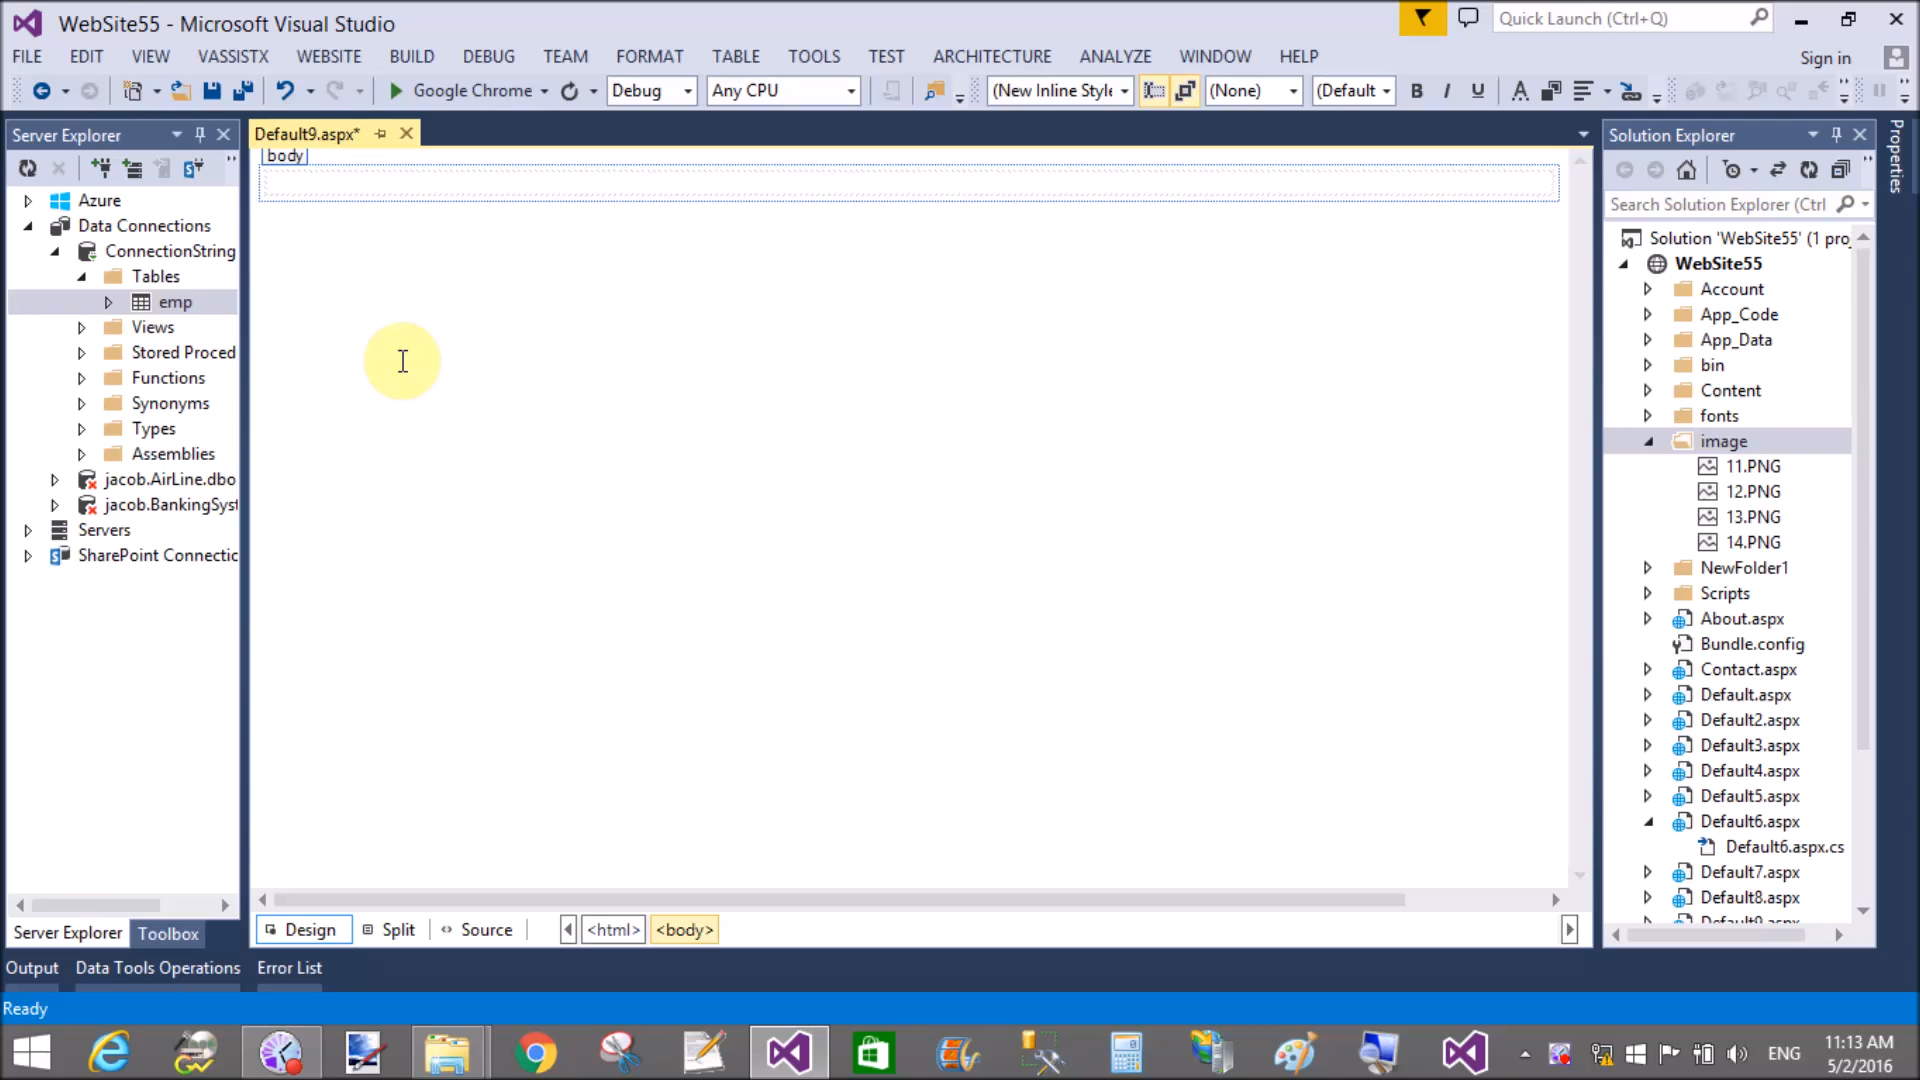 WebSite55 - Microsoft Visual Studio
Quick Launch (Ctrl+Q)
FILE EDIT VIEW VASSISTX WEBSITE BUILD DEBUG TEAM FORMAT TABLE TOOLS TEST ARCHITECTURE ANALYZE WINDOW HELP
Sign in
Google Chrome Debug Any CPU (New Inline Style (None) (Default B I U A
Server Explorer
Azure
Data Connections
ConnectionString
Tables
emp
Views
Stored Proced
Functions
Synonyms
Types
Assemblies
jacob.AirLine.dbo
jacob.BankingSyst
Servers
SharePoint Connectic
Server Explorer Toolbox
Default9.aspx*
body
Design Split Source <html> <body>
Solution Explorer
Search Solution Explorer (Ctrl
Solution 'WebSite55' (1 proj
WebSite55
Account
App_Code
App_Data
bin
Content
fonts
image
11.PNG
12.PNG
13.PNG
14.PNG
NewFolder1
Scripts
About.aspx
Bundle.config
Contact.aspx
Default.aspx
Default2.aspx
Default3.aspx
Default4.aspx
Default5.aspx
Default6.aspx
Default6.aspx.cs
Default7.aspx
Default8.aspx
Default9.aspx
Properties
Output Data Tools Operations Error List
Ready
ENG
11:13 AM
5/2/2016